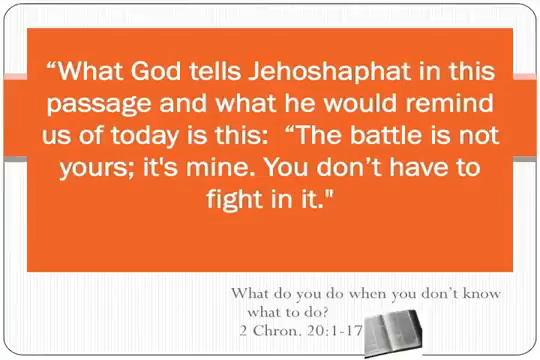 “What God tells Jehoshaphat in this
passage and what he would remind
us of today is this:  “The battle is not
yours; it's mine. You don’t have to
fight in it."
What do you do when you don’t know
what to do?
2 Chron. 20:1-17